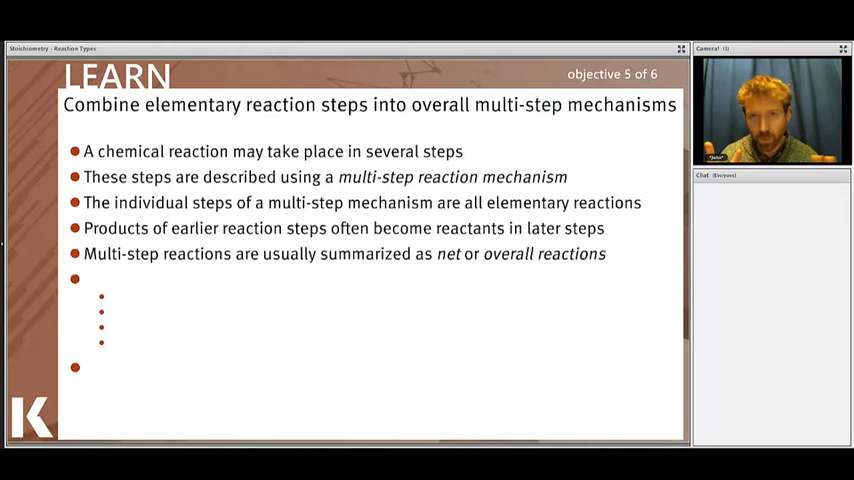 Stoichiometry - Reaction Types
Camera! (1)
LEARN
objective 5 of 6
Combine elementary reaction steps into overall multi-step mechanisms
A chemical reaction may take place in several steps
These steps are described using a multi-step reaction mechanism
The individual steps of a multi-step mechanism are all elementary reactions
Products of earlier reaction steps often become reactants in later steps
Multi-step reactions are usually summarized as net or overall reactions
K
*John*
Chat (Everyone)